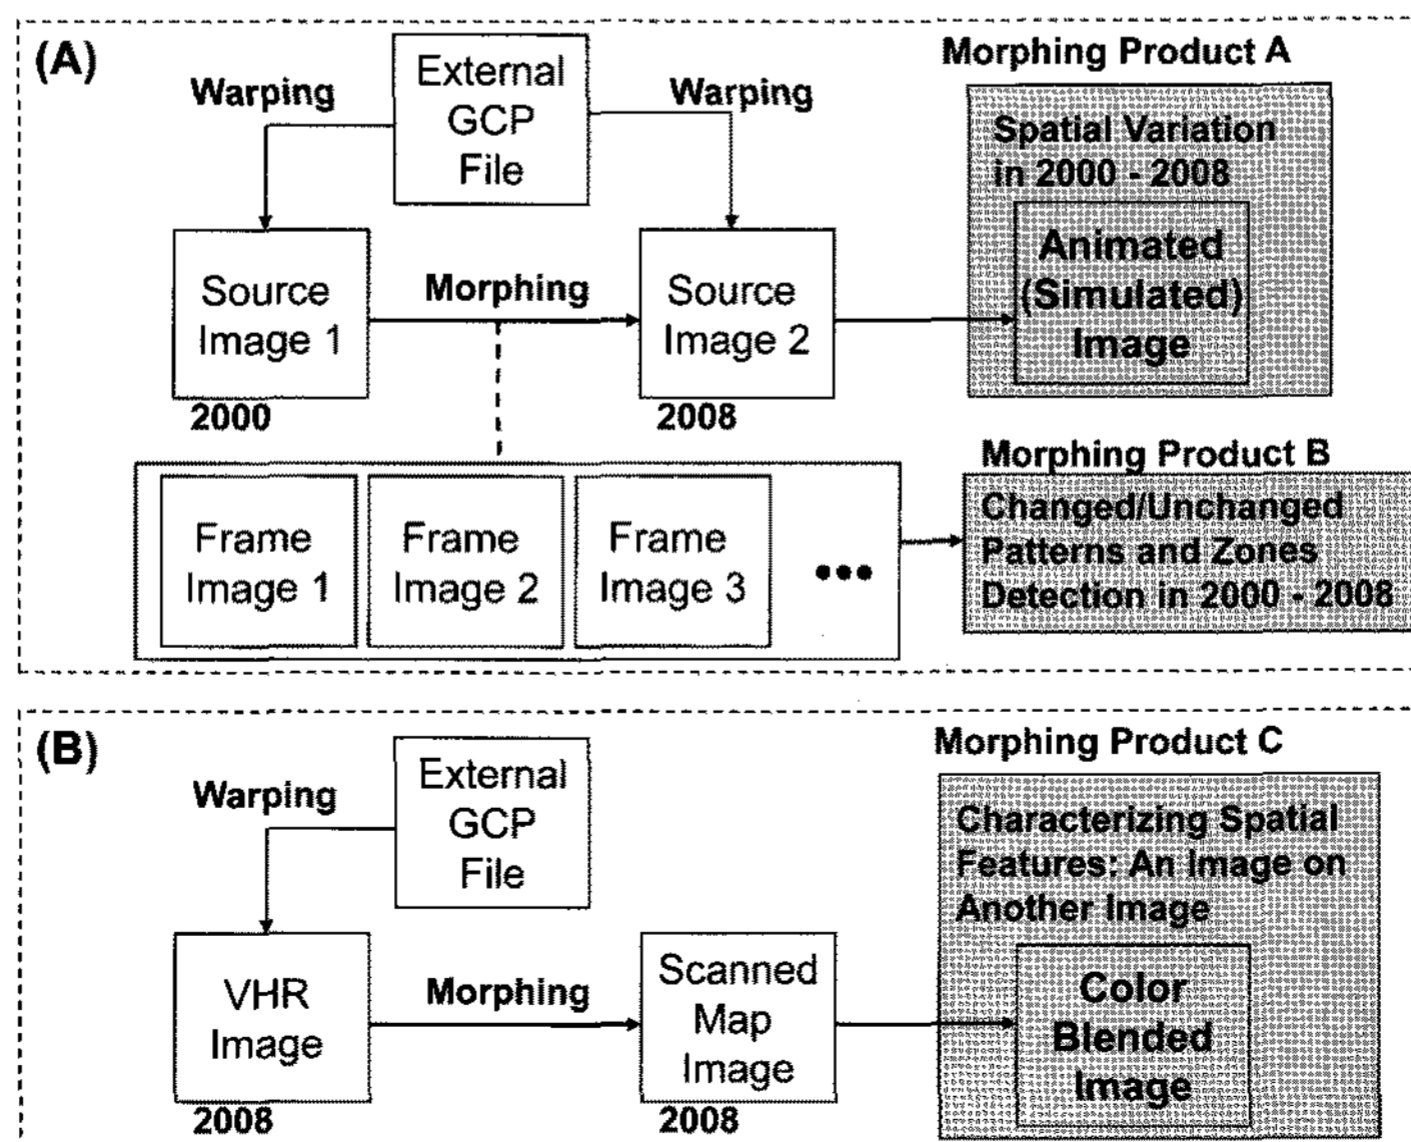 (A)
Warping
External
GCP
File
Warping
Source
Image 1
2000
Morphing
Source
Image 2
2008
Morphing Product A
Spatial Variation
in 2000 - 2008
Animated
(Simulated)
Image
Frame
Image 1
Frame
Image 2
Frame
Image 3
•••
Morphing Product B
Changed/Unchanged
Patterns and Zones
Detection in 2000 - 2008
(B)
Warping
External
GCP
File
VHR
Image
2008
Morphing
Scanned
Map
Image
2008
Morphing Product C
Characterizing Spatial
Features: An Image on
Another Image
Color
Blended
Image